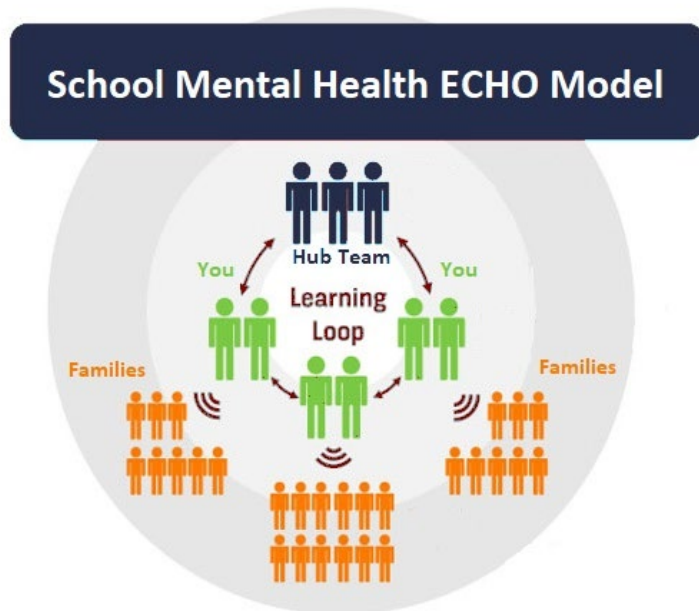 School Mental Health ECHO Model
Hub Team
You
You
Learning
Loop
Families
Families